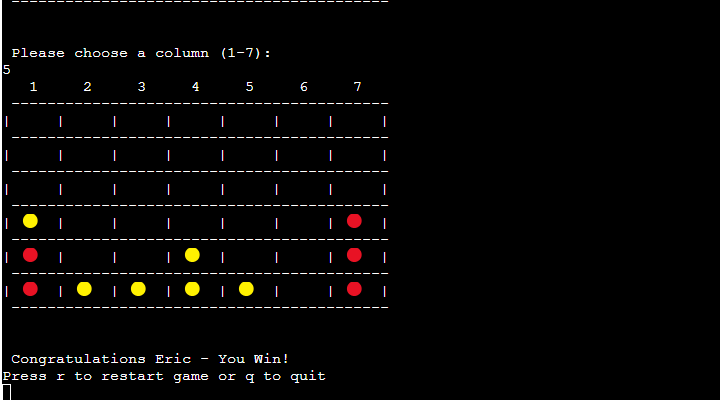 Please choose a column (1-7):
5
1 2 3 4 5 6 7
Congratulations Eric - You Win!
Press r to restart game or q to quit